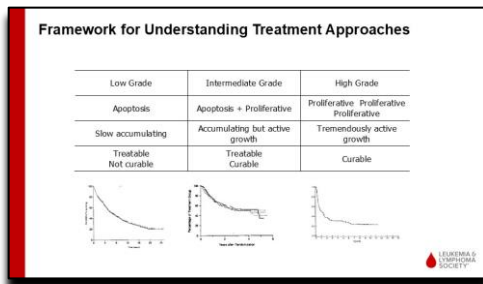 Framework for Understanding Treatment Approaches
Low Grade
Intermediate Grade
High Grade
Apoptosis
Apoptosis + Proliferative
Proliferative Proliferative
Proliferative
Slow accumulating
Accumulating but active
growth
Tremendously active
growth
Treatable
Not curable
Treatable
Curable
Curable
LEUKEMIA &
LYMPHOMA
SOCIETY